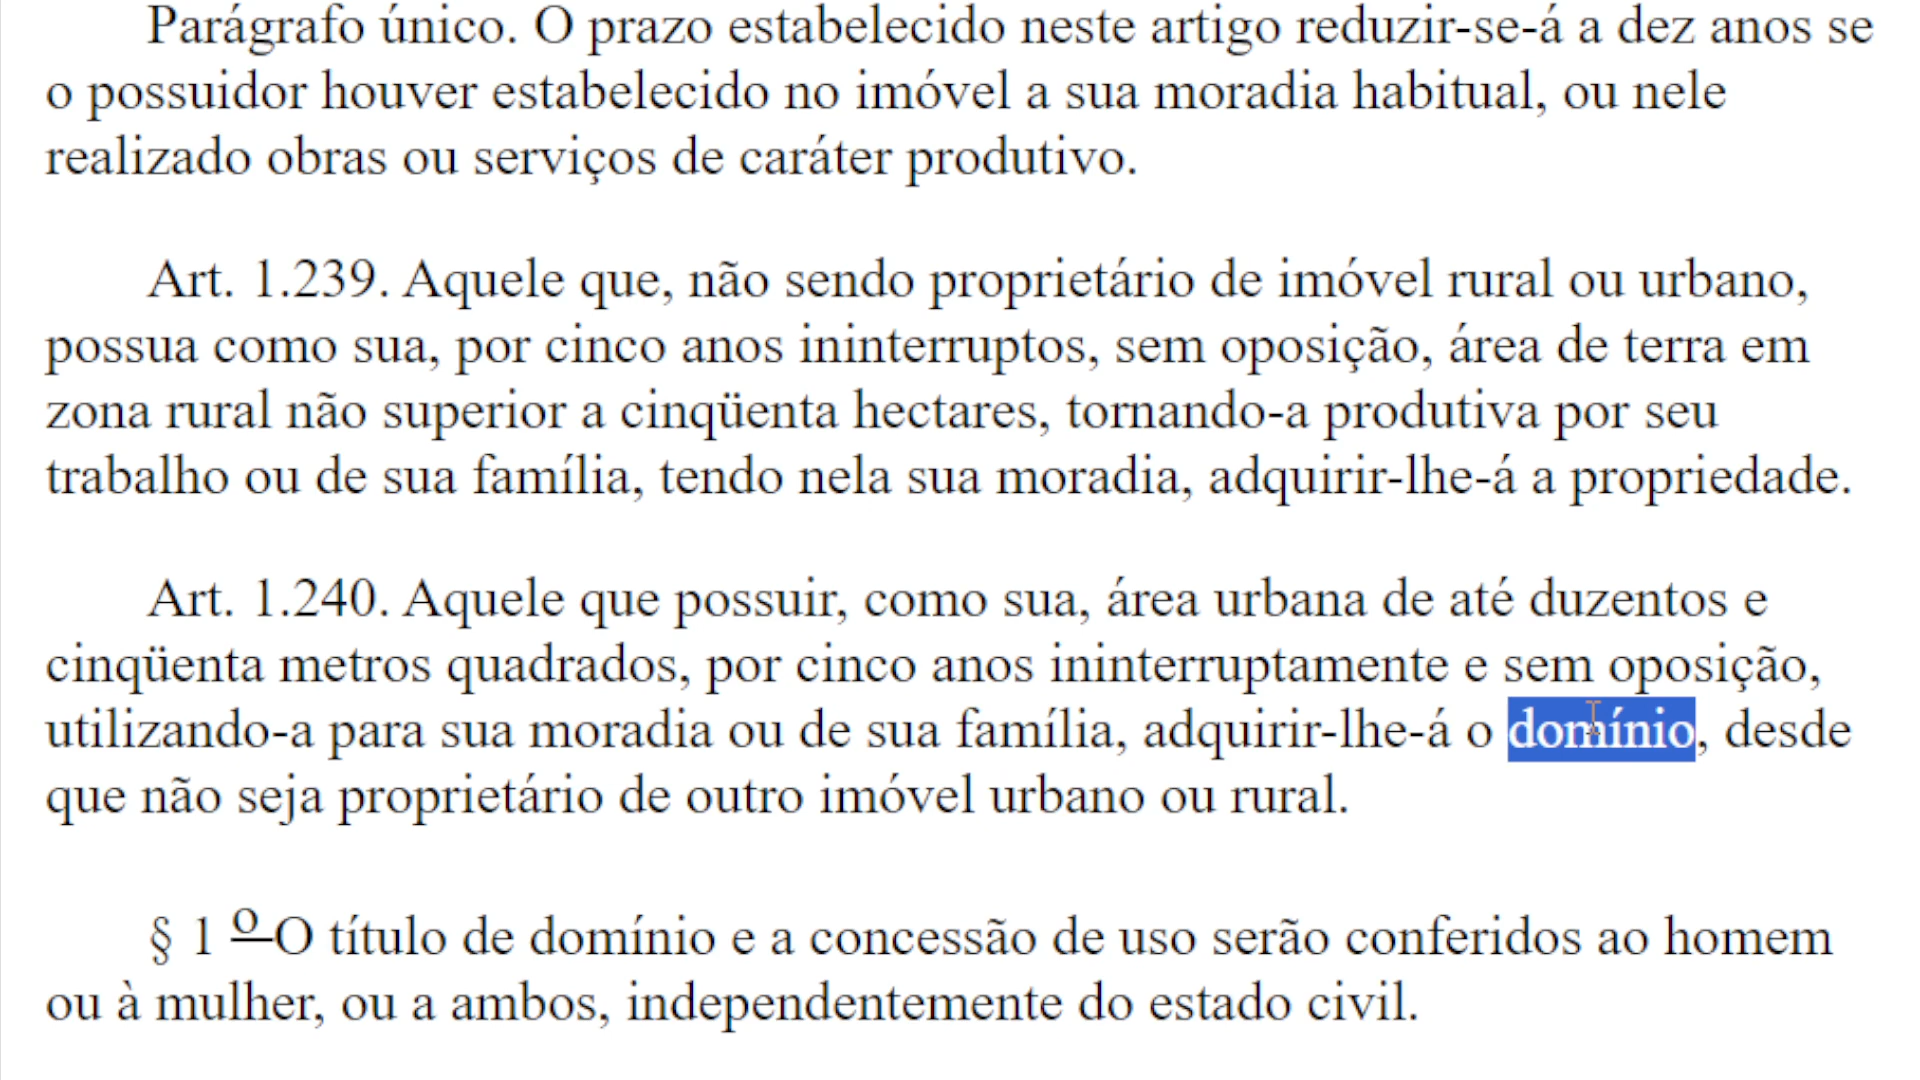 Parágrafo único. O prazo estabelecido neste artigo reduzir-se-á a dez anos se
o possuidor houver estabelecido no imóvel a sua moradia habitual, ou nele
realizado obras ou serviços de caráter produtivo.
Art. 1.239. Aquele que, não sendo proprietário de imóvel rural ou urbano,
possua como sua, por cinco anos ininterruptos, sem oposição, área de terra em
zona rural não superior a cinqüenta hectares, tornando-a produtiva por seu
trabalho ou de sua família, tendo nela sua moradia, adquirir-lhe-á a propriedade.
Art. 1.240. Aquele que possuir, como sua, área urbana de até duzentos e
cinqüenta metros quadrados, por cinco anos ininterruptamente e sem oposição,
utilizando-a para sua moradia ou de sua família, adquirir-lhe-á o domínio, desde
que não seja proprietário de outro imóvel urbano ou rural.
§ 1 o O título de domínio e a concessão de uso serão conferidos ao homem
ou à mulher, ou a ambos, independentemente do estado civil.